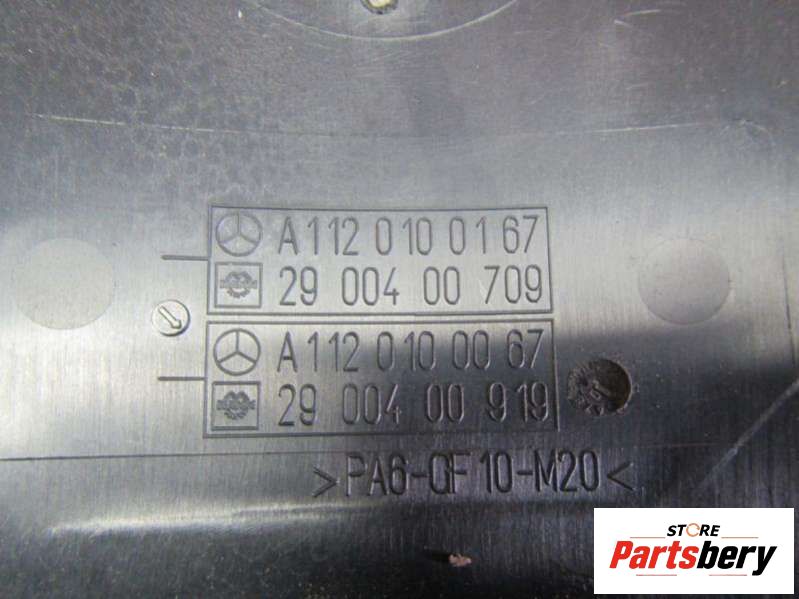 A 112 010 01 67
29 004 00 709
A 112 010 00 67
29 004 00 919
>PA6-GF10-M20<
STORE
Partsbery